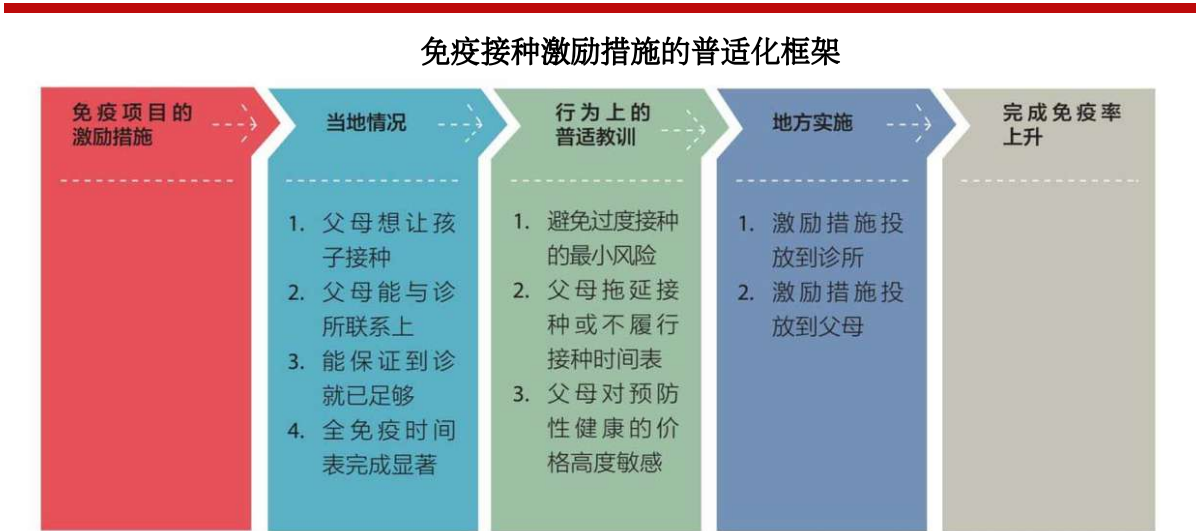 免疫接种激励措施的普适化框架
免疫项目的
激励措施
当地情况
1. 父母想让孩
子接种
2. 父母能与诊
所联系上
3. 能保证到诊
就已足够
4. 全免疫时间
表完成显著
行为上的
普适教训
1. 避免过度接种
的最小风险
2. 父母拖延接
种或不履行
接种时间表
3. 父母对预防
性健康的价
格高度敏感
地方实施
1. 激励措施投
放到诊所
2. 激励措施投
放到父母
完成免疫率
上升